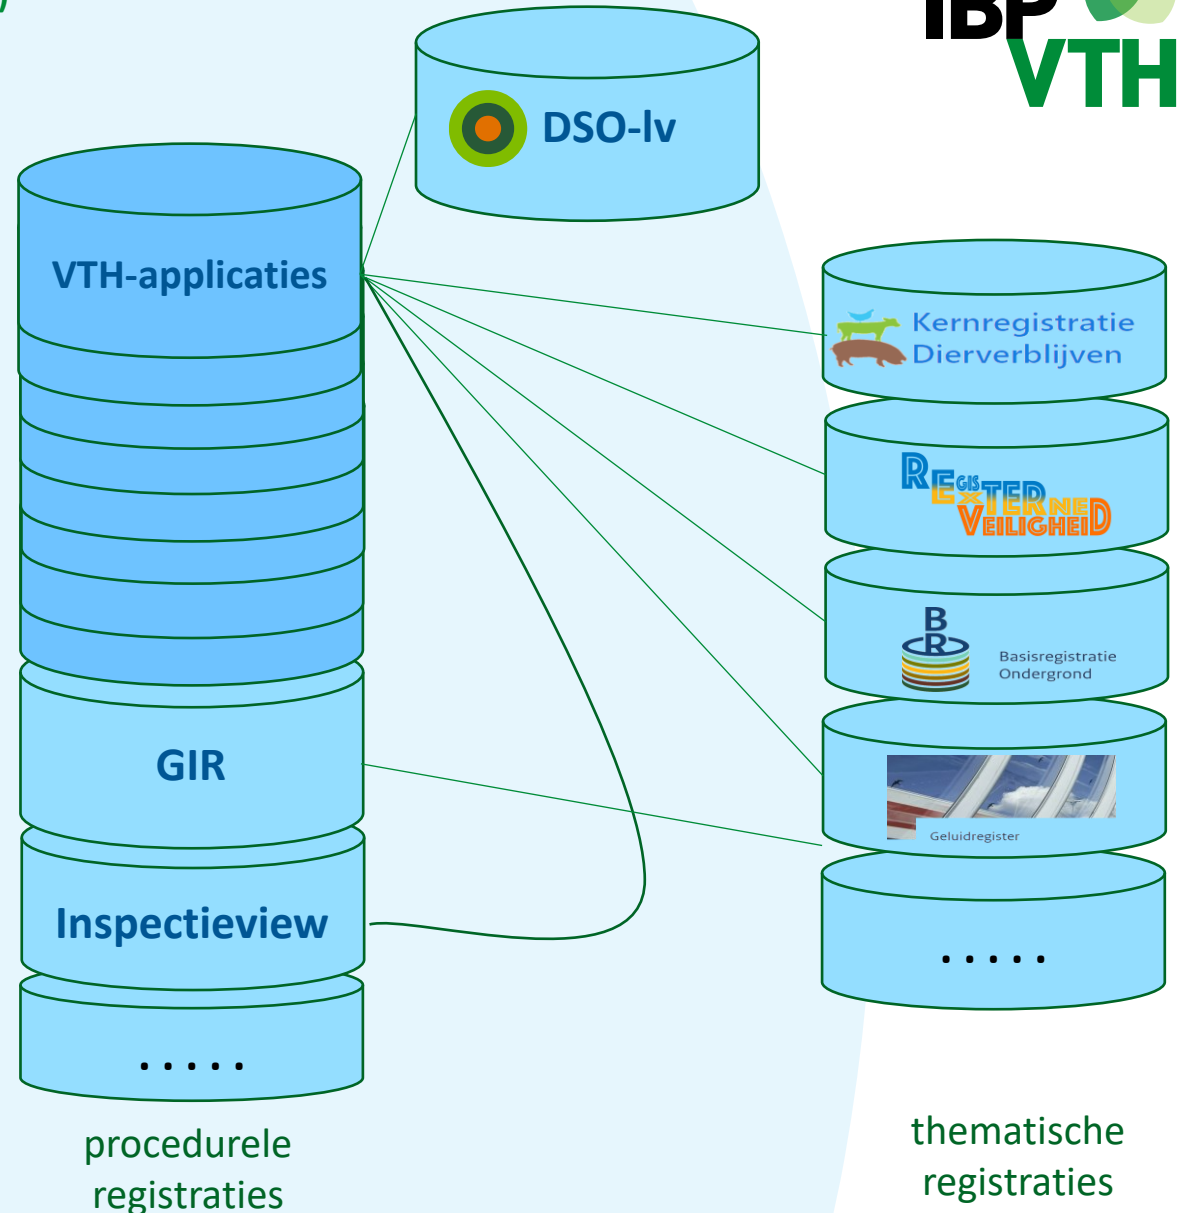 )
IBP
VTH
DSO-lv
VTH-applicaties
GIR
Inspectieview
. . . . .
procedurele
registraties
Kernregistratie
Dierverblijven
REGISTER
EXTERNE
VEILIGHEID
BR
Basisregistratie
Ondergrond
Geluidregister
. . . . .
thematische
registraties